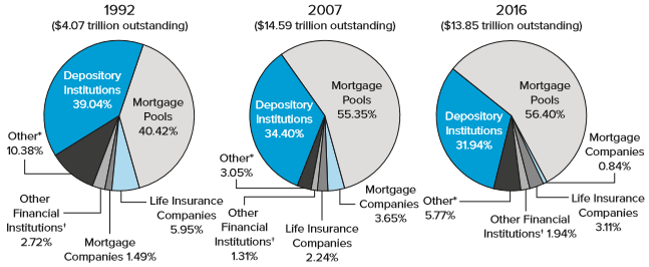 1992
($4.07 trillion outstanding)
Depository
Institutions
39.04%
Mortgage
Pools
40.42%
Other*
10.38%
Other
Financial
Institutions†
2.72%
Mortgage
Companies 1.49%
Life Insurance
Companies
5.95%
2007
($14.59 trillion outstanding)
Depository
Institutions
34.40%
Mortgage
Pools
55.35%
Other*
3.05%
Other
Financial
Institutions†
1.31%
Life Insurance
Companies
2.24%
Mortgage
Companies
3.65%
2016
($13.85 trillion outstanding)
Depository
Institutions
31.94%
Mortgage
Pools
56.40%
Mortgage
Companies
0.84%
Other*
5.77%
Other Financial
Institutions† 1.94%
Life Insurance
Companies
3.11%